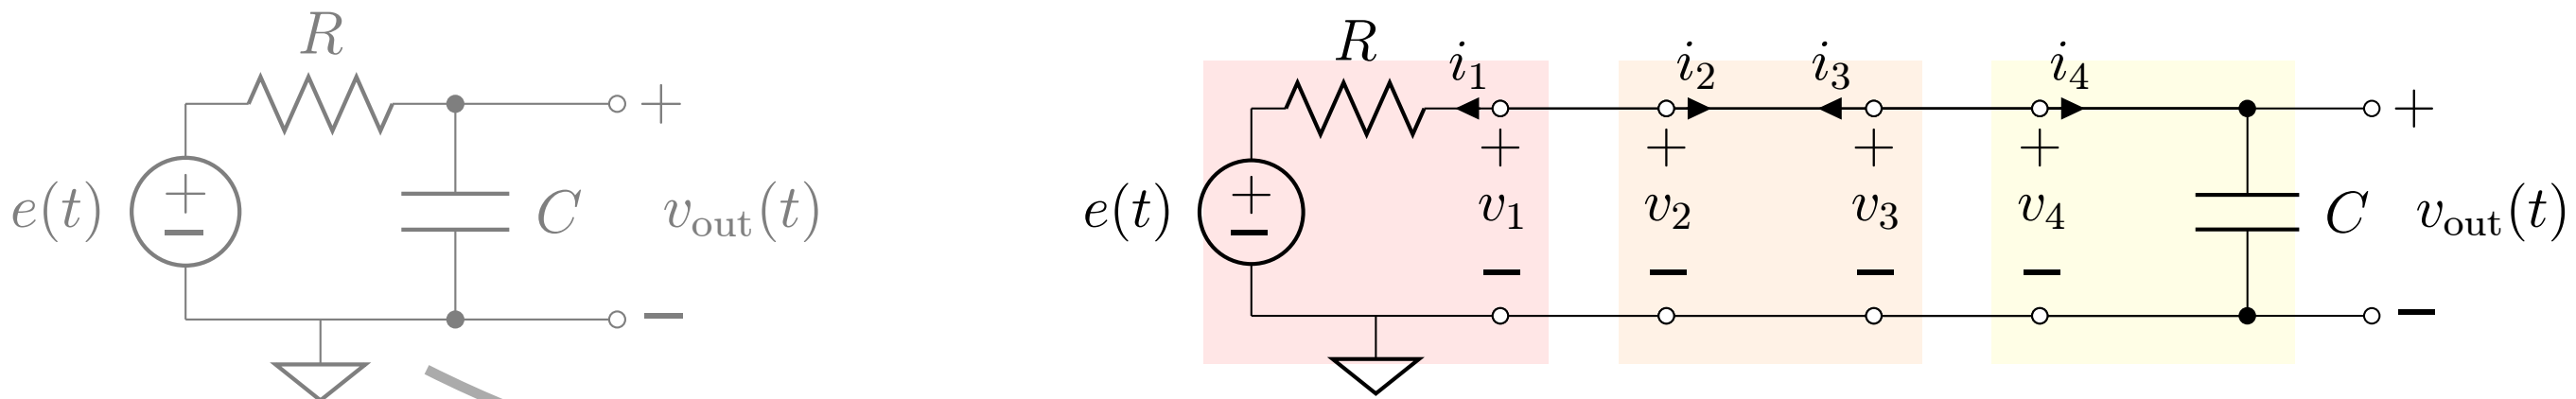 R
e(t)
+
−
C
+
v_out(t)
−
R
i_1
i_2
i_3
i_4
e(t)
+
−
+
v_1
−
+
v_2
−
+
v_3
−
+
v_4
−
C
+
v_out(t)
−